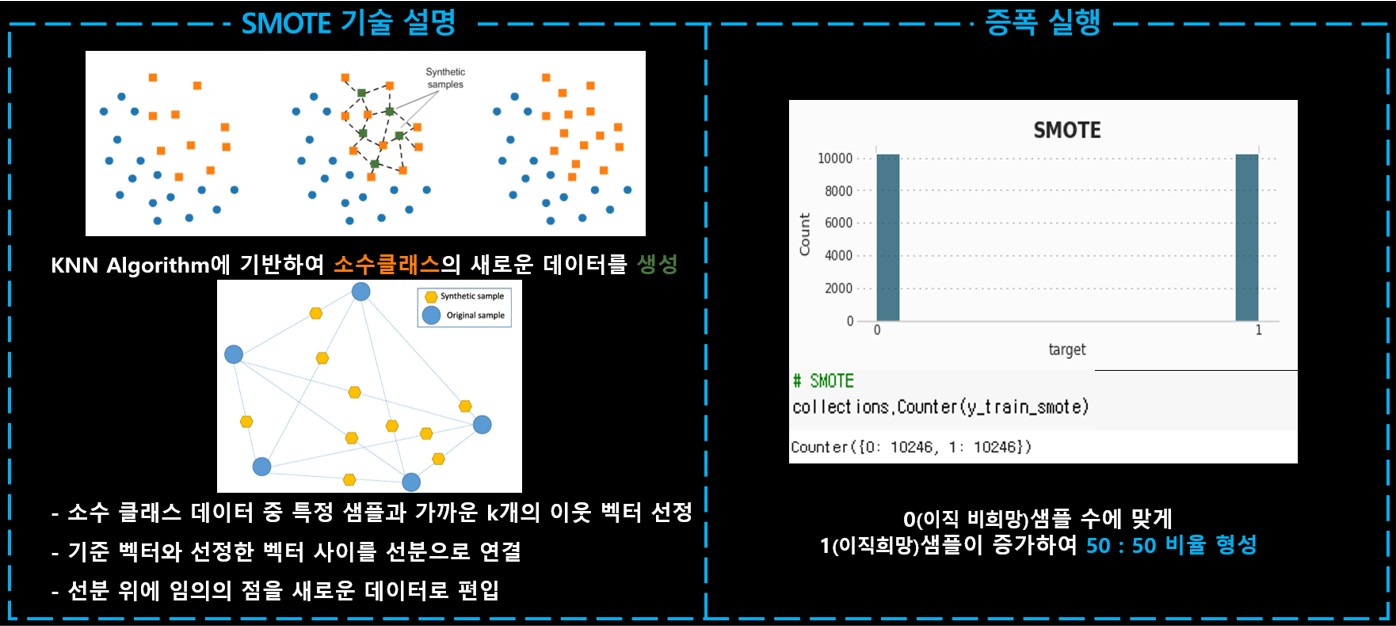 SMOTE 기술 설명
Synthetic
samples
KNN Algorithm에 기반하여 소수클래스의 새로운 데이터를 생성
Synthetic sample
Original sample
- 소수 클래스 데이터 중 특정 샘플과 가까운 k개의 이웃 벡터 선정
- 기준 벡터와 선정한 벡터 사이를 선분으로 연결
- 선분 위에 임의의 점을 새로운 데이터로 편입
증폭 실행
SMOTE
10000
8000
6000
4000
2000
0
Count
0 1
target
# SMOTE
collections,Counter(y_train_smote)
Counter({0: 10246, 1: 10246})
0(이직 비희망)샘플 수에 맞게
1(이직희망)샘플이 증가하여 50 : 50 비율 형성